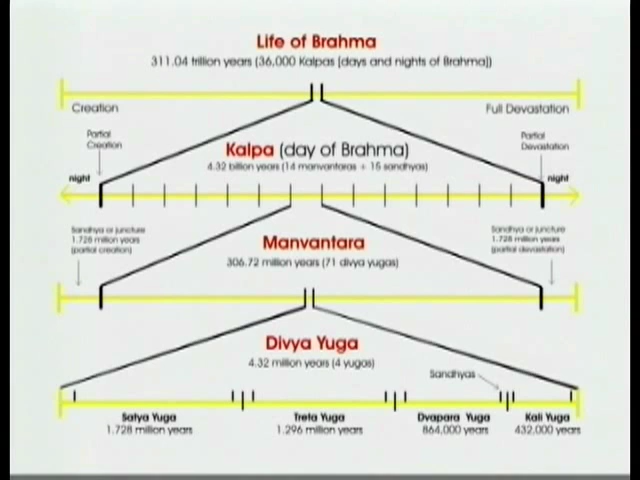 Life of Brahma
311.04 trillion years (36,000 Kalpas [days and nights of Brahma])
Creation
Full Devastation
Partial
Creation
Partial
Devastation
Kalpa (day of Brahma)
4.32 billion years (14 manvantaras + 15 sandhyas)
night
night
Sandhya or juncture
1.728 million years
(partial creation)
Sandhya or juncture
1.728 million years
(partial devastation)
Manvantara
306.72 million years (71 divya yugas)
Divya Yuga
4.32 million years (4 yugas)
Sandhyas
Satya Yuga
1.728 million years
Treta Yuga
1.296 million years
Dvapara Yuga
864,000 years
Kali Yuga
432,000 years